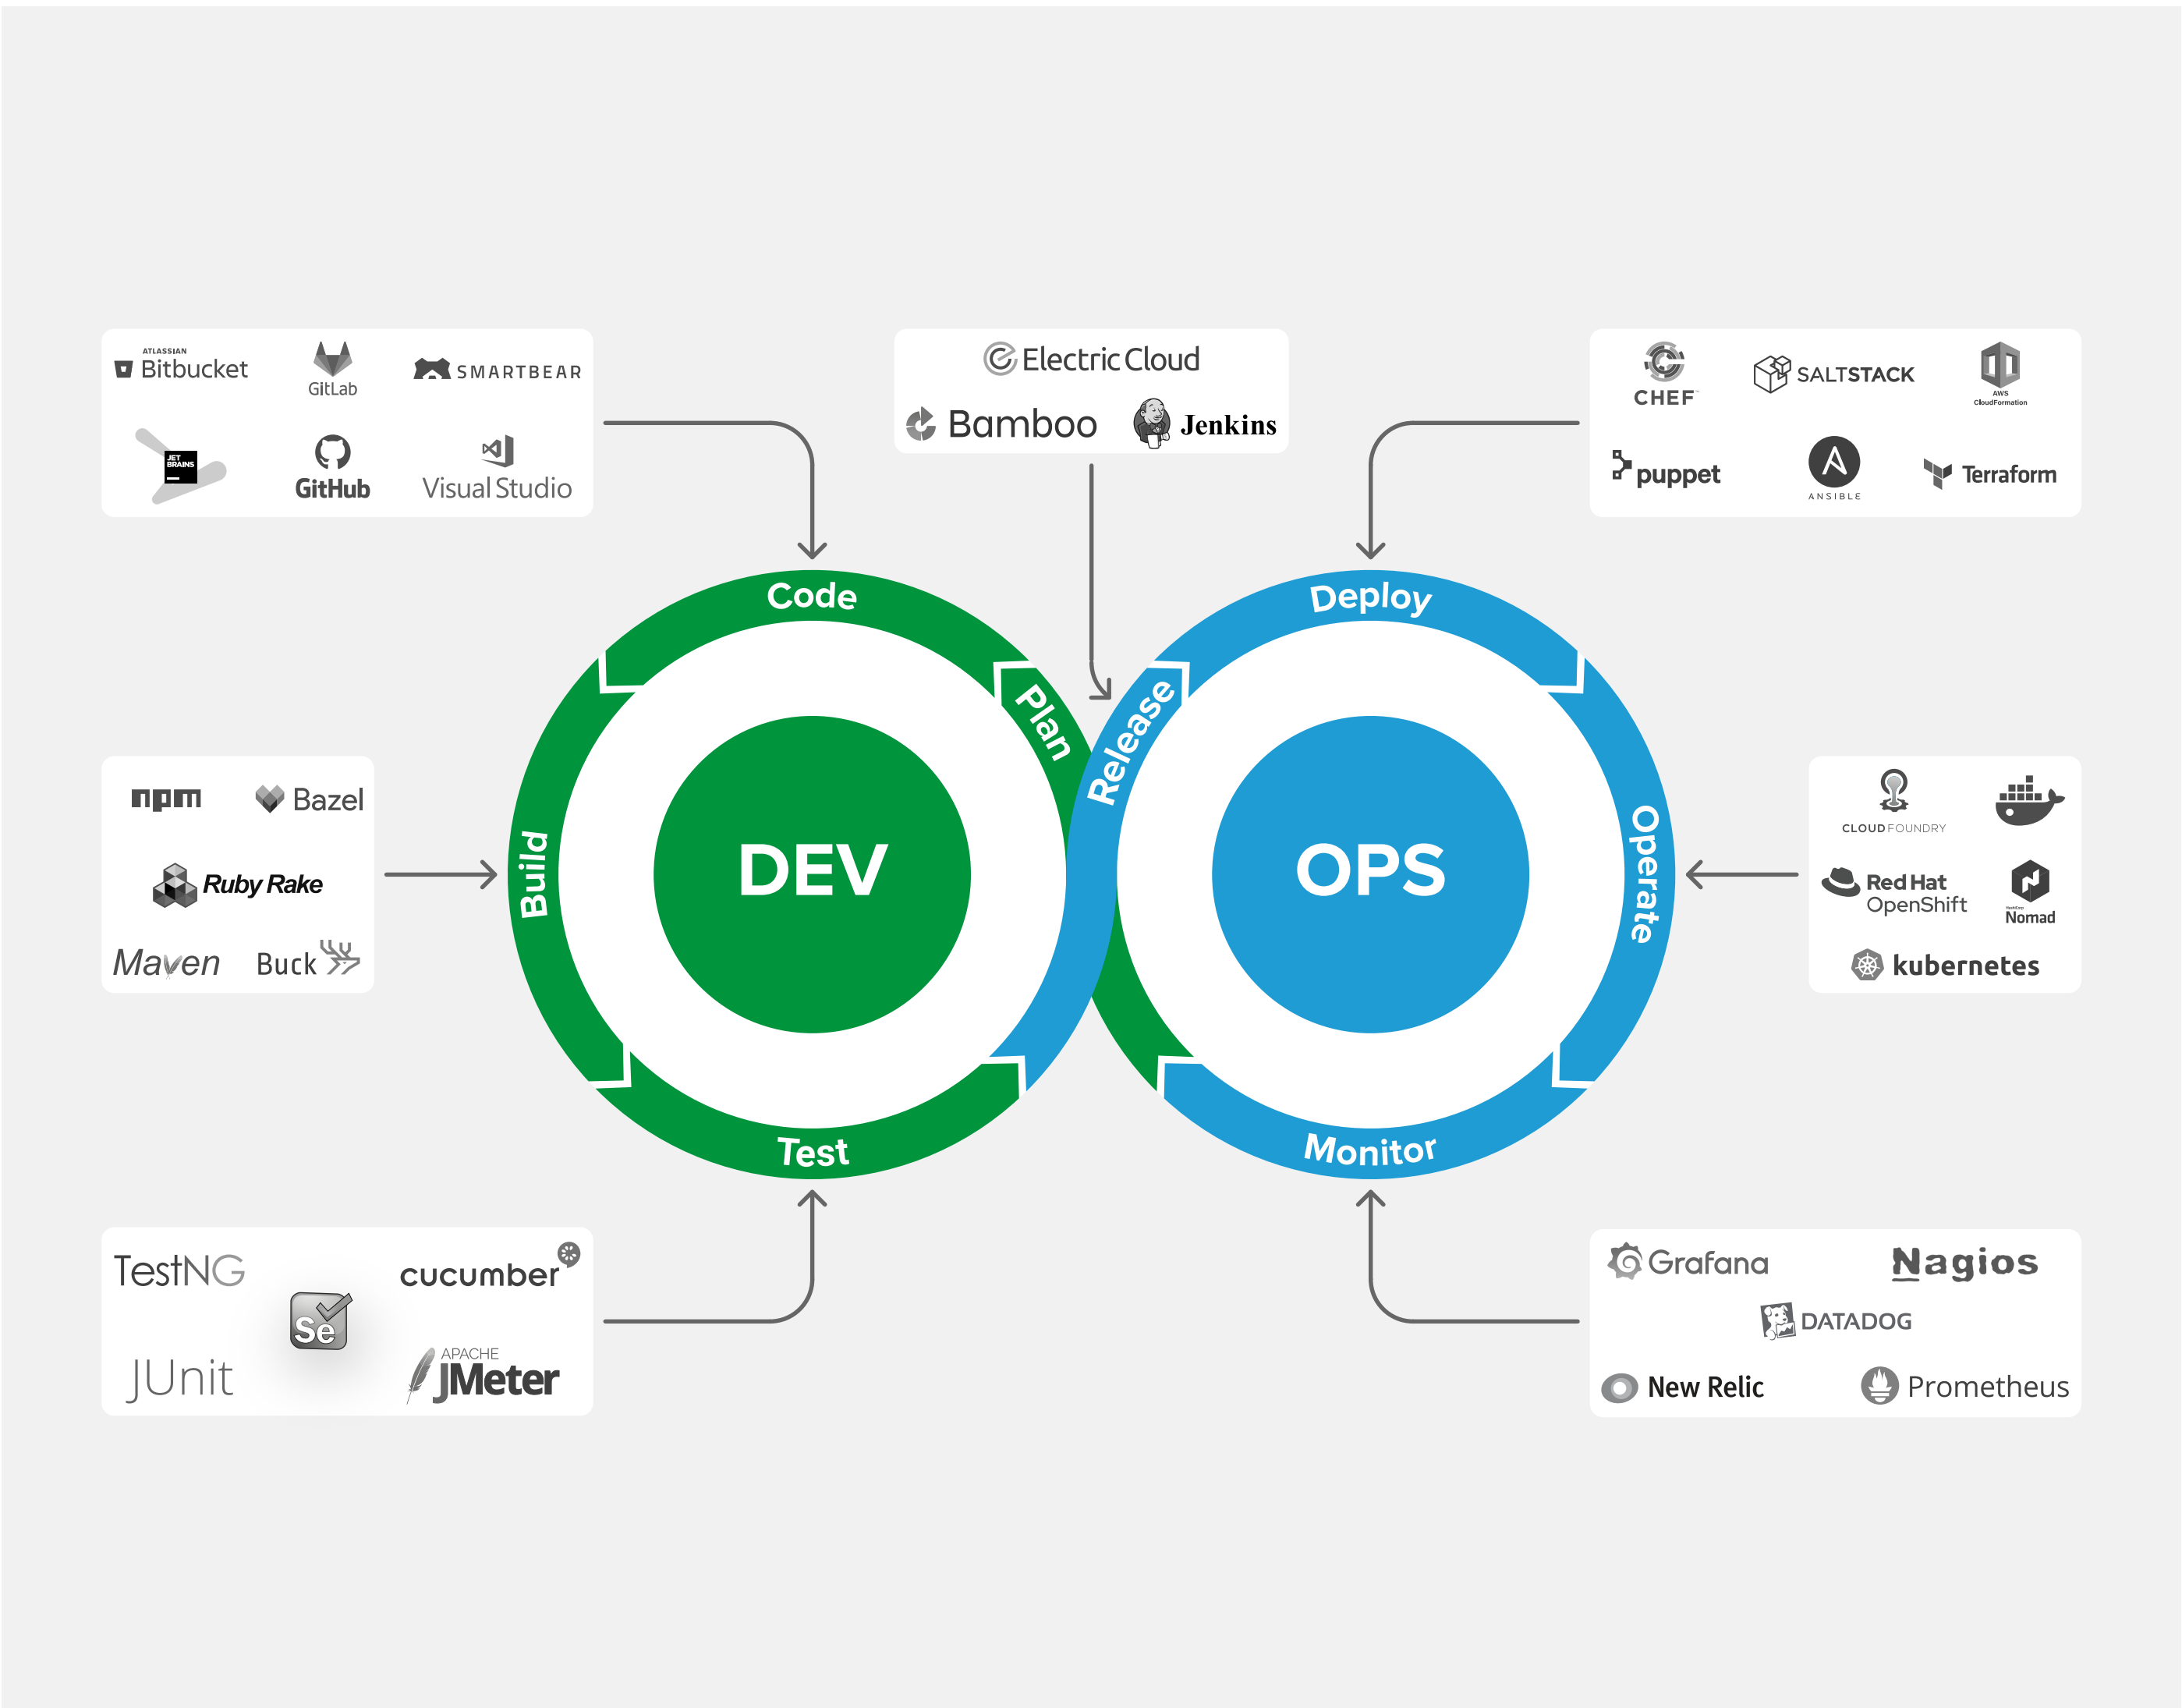 ATLASSIAN
Bitbucket
GitLab
SMARTBEAR
JET
BRAINS
GitHub
Visual Studio
Electric Cloud
Bamboo
Jenkins
CHEF™
SALTSTACK
AWS
CloudFormation
puppet
A
ANSIBLE
Terraform
Code
Plan
Release
Deploy
npm
Bazel
Ruby Rake
Maven
Buck
Build
DEV
OPS
Operate
CLOUD FOUNDRY
Red Hat
OpenShift
HashiCorp
Nomad
kubernetes
Test
Monitor
TestNG
cucumber
Se
JUnit
APACHE
JMeter
Grafana
Nagios
DATADOG
New Relic
Prometheus